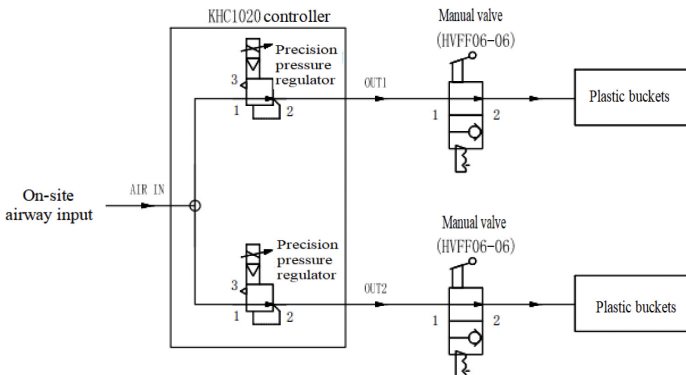 KHC1020 controller
Manual valve
(HVFF06-06)
Precision
pressure
regulator
3
1
2
OUT1
1
2
Plastic buckets
On-site
airway input
AIR IN
Manual valve
(HVFF06-06)
Precision
pressure
regulator
3
1
2
OUT2
1
2
Plastic buckets